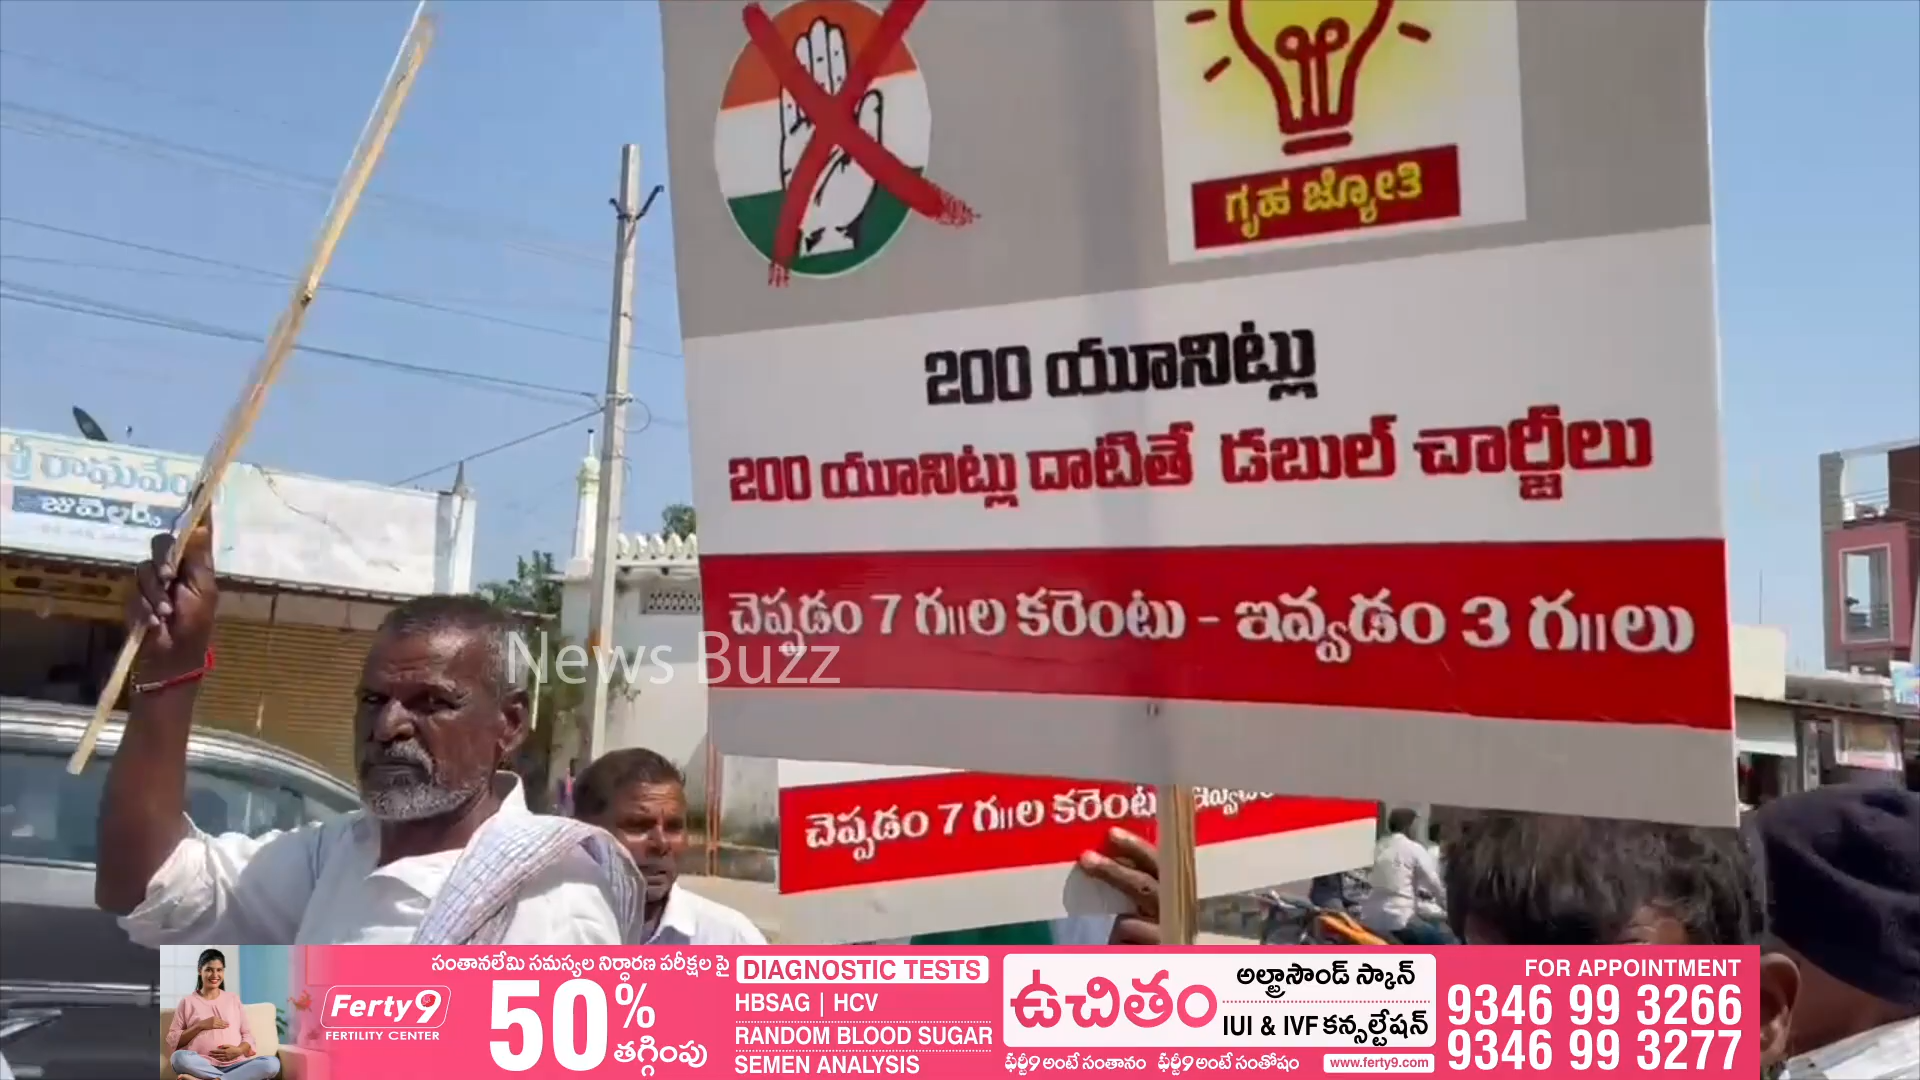 ಗೃಹ ಜ್ಯೋತಿ
200 యూనిట్లు
200 యూనిట్లు దాటితే డబుల్ చార్జీలు
చెప్పడం 7 గ॥ల కరెంటు - ఇవ్వడం 3 గ॥లు
శ్రీ రాఘవేం
జువెలర్స్
News Buzz
చెప్పడం 7 గ॥ల కరెంటు
సంతానలేమి సమస్యల నిర్ధారణ పరీక్షల పై
50% తగ్గింపు
Ferty9
FERTILITY CENTER
DIAGNOSTIC TESTS
HBSAG | HCV
RANDOM BLOOD SUGAR
SEMEN ANALYSIS
ఉచితం
అల్ట్రాసౌండ్ స్కాన్
IUI & IVF కన్సల్టేషన్
ఫెర్టీ9 అంటే సంతానం ఫెర్టీ9 అంటే సంతోషం
www.ferty9.com
FOR APPOINTMENT
9346 99 3266
9346 99 3277